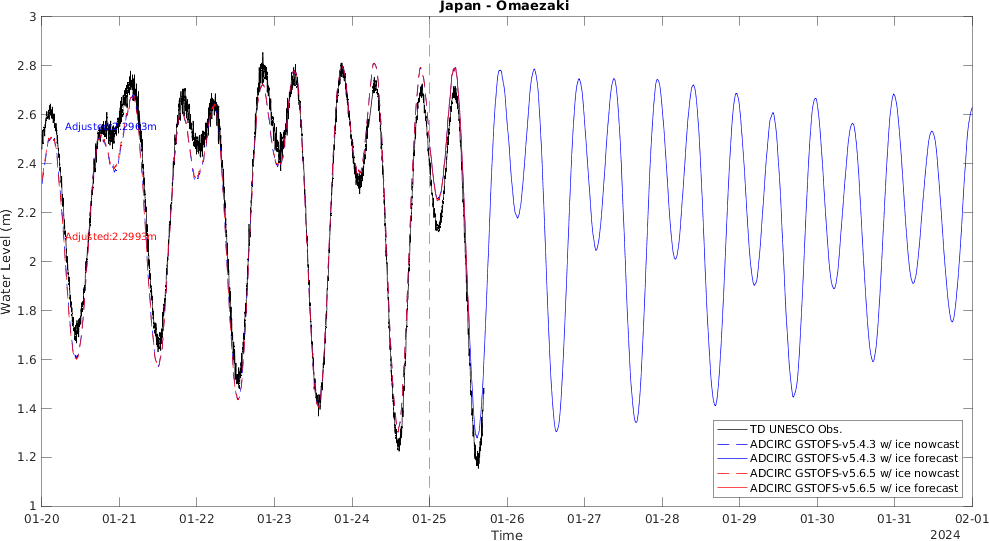 Japan - Omaezaki
3
2.8
2.6
2.4
2.2
2
1.8
1.6
1.4
1.2
1
Water Level (m)
Adjusted:2.2963m
Adjusted:2.2993m
TD UNESCO Obs.
ADCIRC GSTOFS-v5.4.3 w/ ice nowcast
ADCIRC GSTOFS-v5.4.3 w/ ice forecast
ADCIRC GSTOFS-v5.6.5 w/ ice nowcast
ADCIRC GSTOFS-v5.6.5 w/ ice forecast
01-20 01-21 01-22 01-23 01-24 01-25 01-26 01-27 01-28 01-29 01-30 01-31 02-01
Time
2024